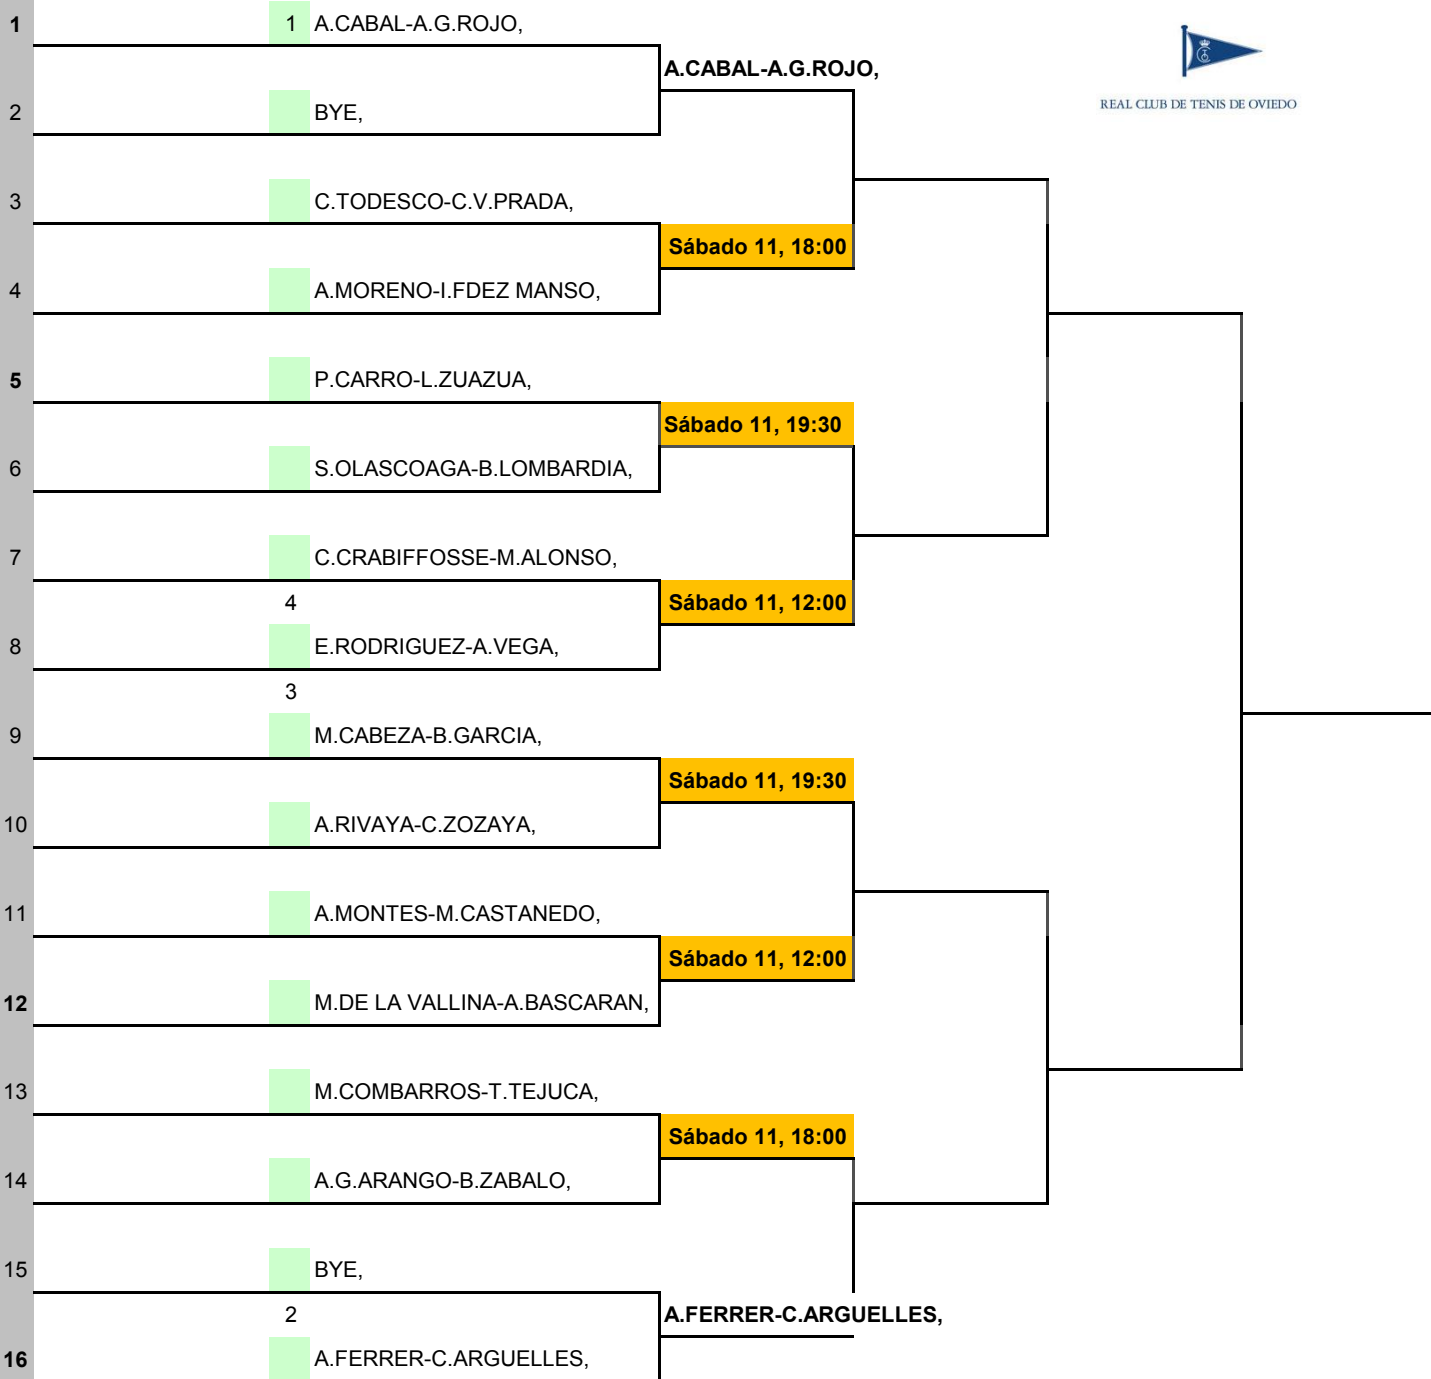 1 1 A.CABAL-A.G.ROJO,
A.CABAL-A.G.ROJO,
REAL CLUB DE TENIS DE OVIEDO
2 BYE,
3 C.TODESCO-C.V.PRADA,
Sábado 11, 18:00
4 A.MORENO-I.FDEZ MANSO,
5 P.CARRO-L.ZUAZUA,
Sábado 11, 19:30
6 S.OLASCOAGA-B.LOMBARDIA,
7 C.CRABIFFOSSE-M.ALONSO,
4 Sábado 11, 12:00
8 E.RODRIGUEZ-A.VEGA,
3
9 M.CABEZA-B.GARCIA,
Sábado 11, 19:30
10 A.RIVAYA-C.ZOZAYA,
11 A.MONTES-M.CASTANEDO,
Sábado 11, 12:00
12 M.DE LA VALLINA-A.BASCARAN,
13 M.COMBARROS-T.TEJUCA,
Sábado 11, 18:00
14 A.G.ARANGO-B.ZABALO,
15 BYE,
2 A.FERRER-C.ARGUELLES,
16 A.FERRER-C.ARGUELLES,